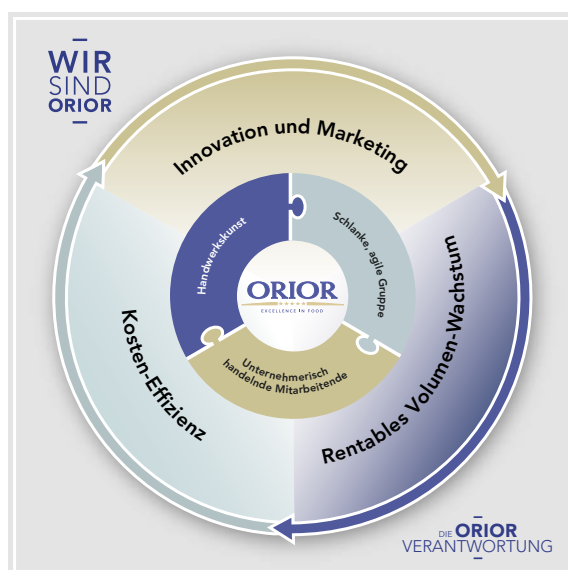 WIR
SIND
ORIOR
Innovation und Marketing
Handwerkskunst
Schlanke, agile Gruppe
ORIOR
EXCELLENCE IN FOOD
Unternehmerisch
handelnde Mitarbeitende
Kosten-Effizienz
Rentables Volumen-Wachstum
DIE ORIOR
VERANTWORTUNG